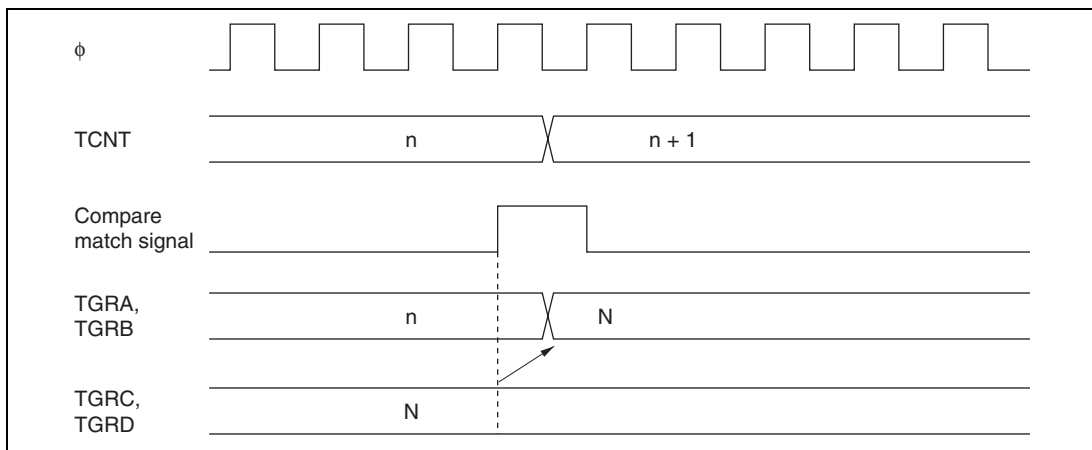 ϕ
TCNT
n
n + 1
Compare
match signal
TGRA,
TGRB
n
N
TGRC,
TGRD
N